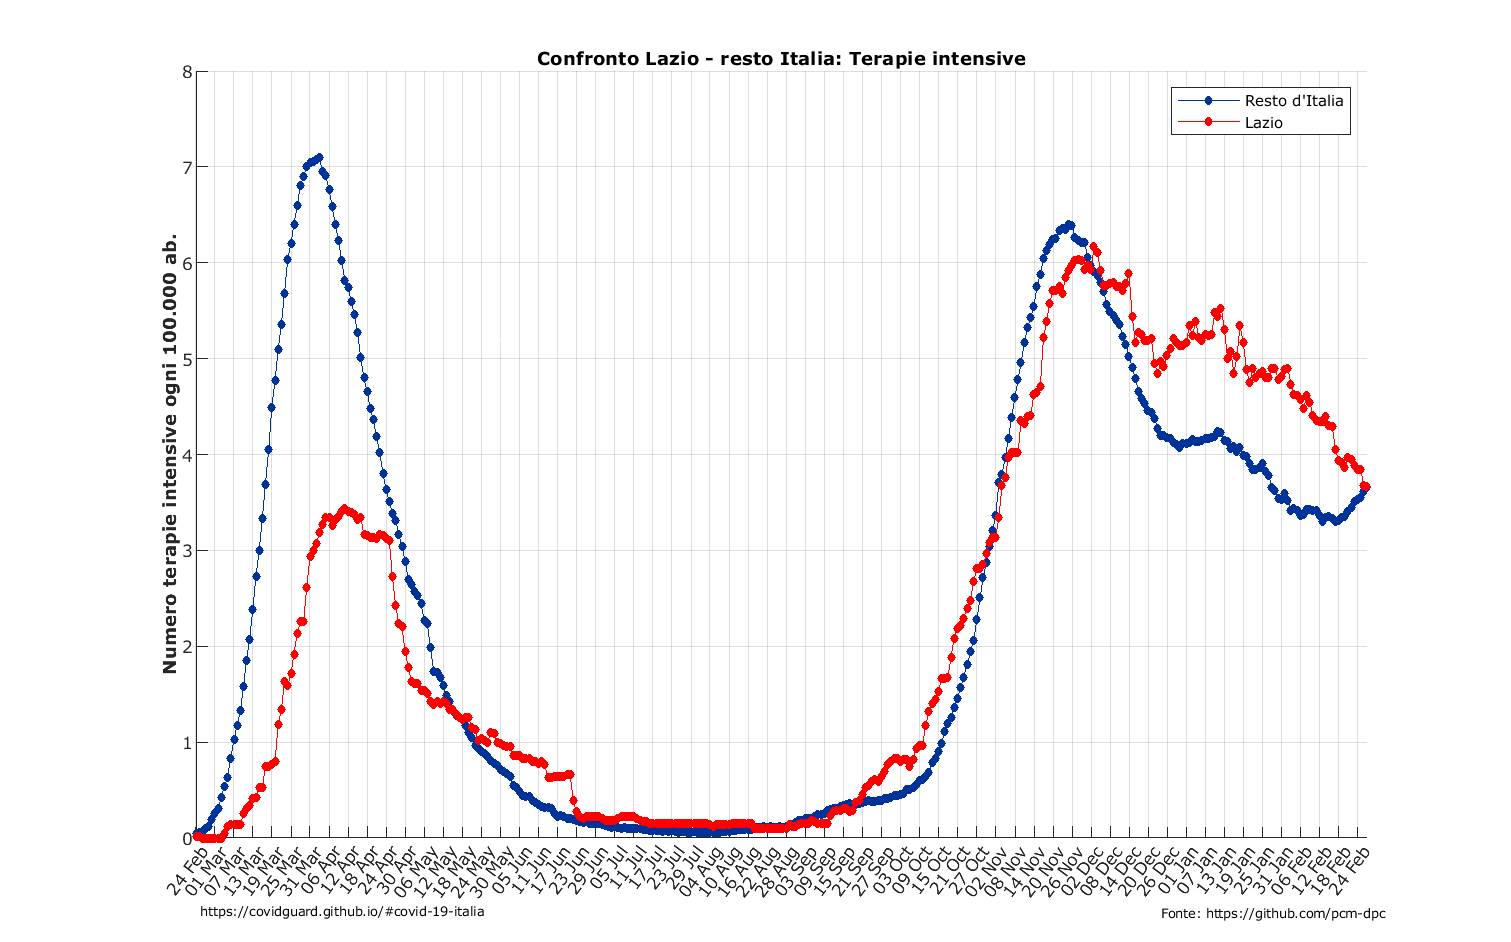 Confronto Lazio - resto Italia: Terapie intensive
Resto d'Italia
Lazio
Numero terapie intensive ogni 100.000 ab.
8
7
6
5
4
3
2
1
0
24 Feb
01 Mar
07 Mar
13 Mar
19 Mar
25 Mar
31 Mar
06 Apr
12 Apr
18 Apr
24 Apr
30 Apr
06 May
12 May
18 May
24 May
30 May
05 Jun
11 Jun
17 Jun
23 Jun
29 Jun
05 Jul
11 Jul
17 Jul
23 Jul
29 Jul
04 Aug
10 Aug
16 Aug
22 Aug
28 Aug
03 Sep
09 Sep
15 Sep
21 Sep
27 Sep
03 Oct
09 Oct
15 Oct
21 Oct
27 Oct
02 Nov
08 Nov
14 Nov
20 Nov
26 Nov
02 Dec
08 Dec
14 Dec
20 Dec
26 Dec
01 Jan
07 Jan
13 Jan
19 Jan
25 Jan
31 Jan
06 Feb
12 Feb
18 Feb
24 Feb
https://covidguard.github.io/#covid-19-italia
Fonte: https://github.com/pcm-dpc